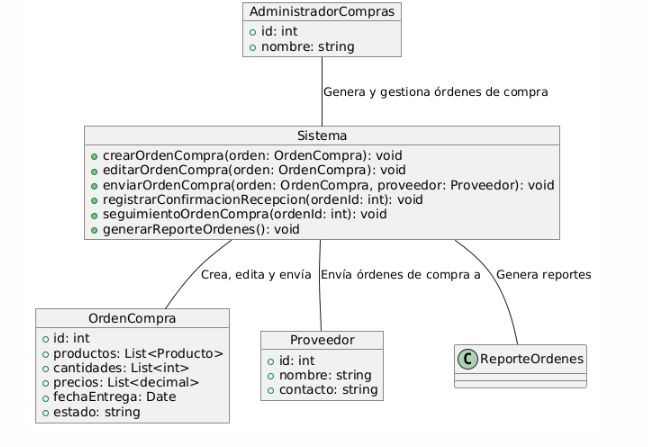 AdministradorCompras
id: int
nombre: string
Genera y gestiona órdenes de compra
Sistema
crearOrdenCompra(orden: OrdenCompra): void
editarOrdenCompra(orden: OrdenCompra): void
enviarOrdenCompra(orden: OrdenCompra, proveedor: Proveedor): void
registrarConfirmacionRecepcion(ordenId: int): void
seguimientoOrdenCompra(ordenId: int): void
generarReporteOrdenes(): void
Crea, edita y envía
Envía órdenes de compra a
Genera reportes
OrdenCompra
id: int
productos: List<Producto>
cantidades: List<int>
precios: List<decimal>
fechaEntrega: Date
estado: string
Proveedor
id: int
nombre: string
contacto: string
C ReporteOrdenes